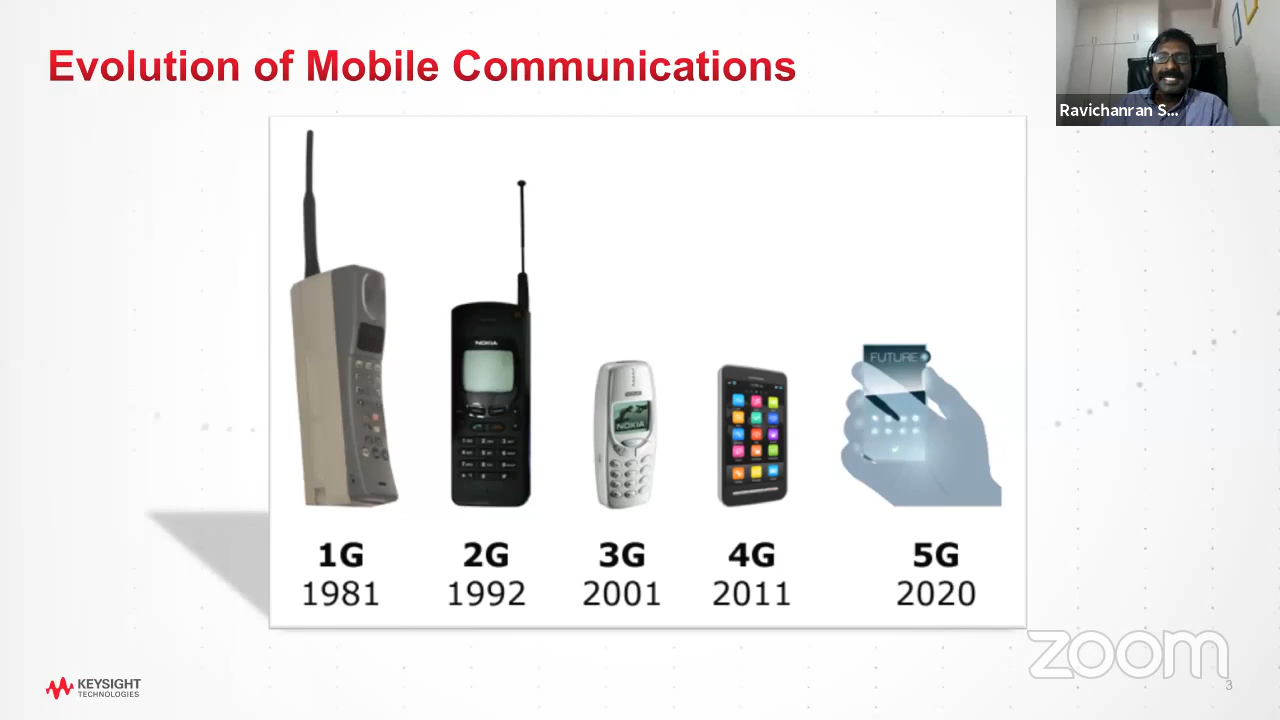 Evolution of Mobile Communications
Ravichanran S...
NOKIA
NOKIA
FUTURE
1G
1981
2G
1992
3G
2001
4G
2011
5G
2020
KEYSIGHT
TECHNOLOGIES
zoom
3